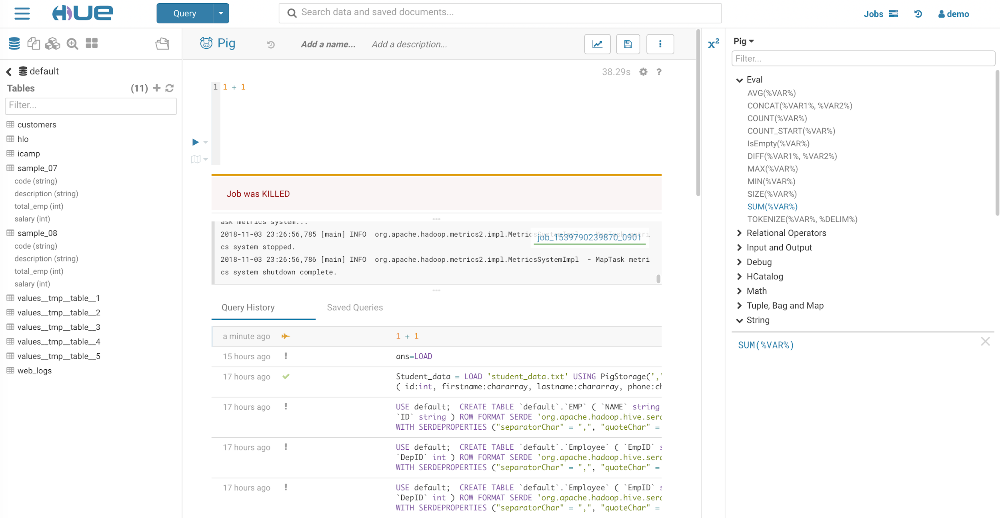 HUE
Query
Search data and saved documents...
Jobs
demo
default
Tables (11)
Filter...
customers
hlo
icamp
sample_07
code (string)
description (string)
total_emp (int)
salary (int)
sample_08
code (string)
description (string)
total_emp (int)
salary (int)
values__tmp__table__1
values__tmp__table__2
values__tmp__table__3
values__tmp__table__4
values__tmp__table__5
web_logs
Pig
Add a name... Add a description...
38.29s ?
1 1 + 1
Job was KILLED
ask metrics system...
2018-11-03 23:26:56,785 [main] INFO org.apache.hadoop.metrics2.impl.MetricsSystemImpl - MapTask metri
job_1539790239870_0901
cs system stopped.
2018-11-03 23:26:56,786 [main] INFO org.apache.hadoop.metrics2.impl.MetricsSystemImpl - MapTask metri
cs system shutdown complete.
Query History Saved Queries
a minute ago 1 + 1
15 hours ago ! ans=LOAD
17 hours ago Student_data = LOAD 'student_data.txt' USING PigStorage(','
( id:int, firstname:chararray, lastname:chararray, phone:ch
17 hours ago ! USE default; CREATE TABLE `default`.`EMP` ( `NAME` string
`ID` string ) ROW FORMAT SERDE 'org.apache.hadoop.hive.serd
WITH SERDEPROPERTIES ("separatorChar" = ",", "quoteChar" =
17 hours ago ! USE default; CREATE TABLE `default`.`Employee` ( `EmpID` s
`DepID` int ) ROW FORMAT SERDE 'org.apache.hadoop.hive.serd
WITH SERDEPROPERTIES ("separatorChar" = ",", "quoteChar" =
17 hours ago ! USE default; CREATE TABLE `default`.`Employee` ( `EmpID` s
`DepID` int ) ROW FORMAT SERDE 'org.apache.hadoop.hive.serd
WITH SERDEPROPERTIES ("separatorChar" = ",", "quoteChar" =
x²
Pig
Filter...
Eval
AVG(%VAR%)
CONCAT(%VAR1%, %VAR2%)
COUNT(%VAR%)
COUNT_START(%VAR%)
IsEmpty(%VAR%)
DIFF(%VAR1%, %VAR2%)
MAX(%VAR%)
MIN(%VAR%)
SIZE(%VAR%)
SUM(%VAR%)
TOKENIZE(%VAR%, %DELIM%)
Relational Operators
Input and Output
Debug
HCatalog
Math
Tuple, Bag and Map
String
SUM(%VAR%)